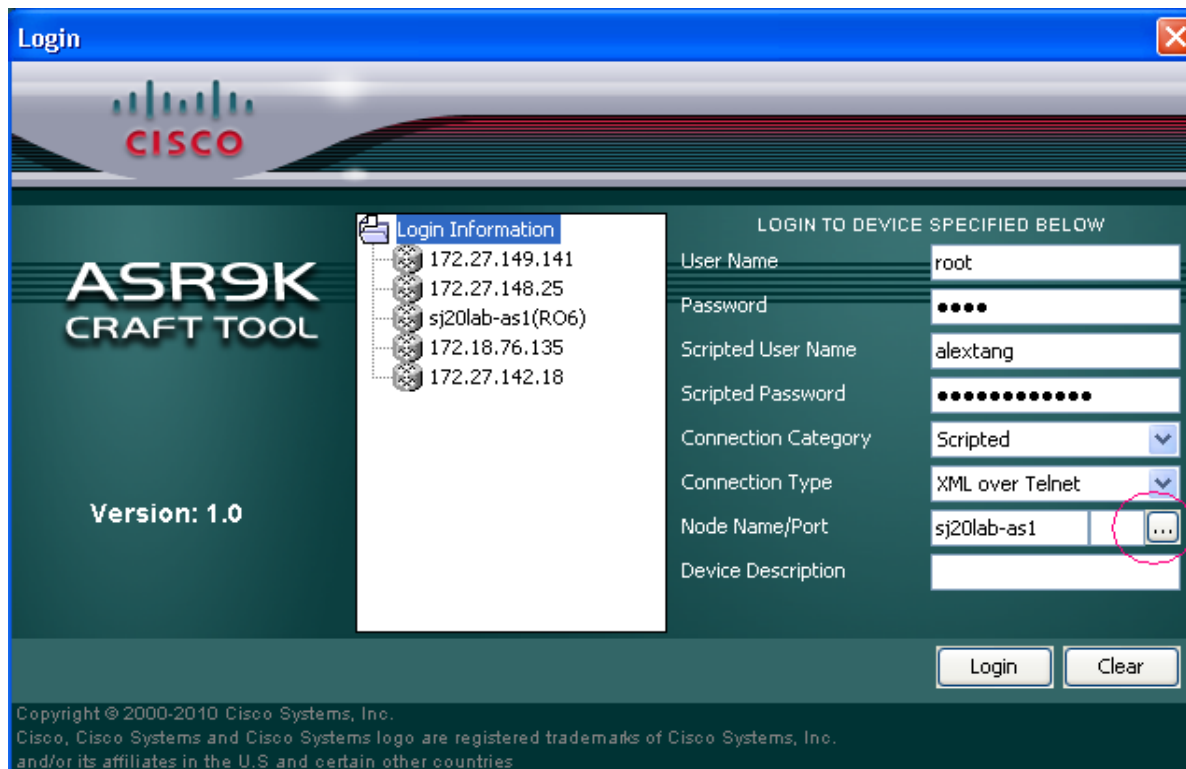 Login
CISCO
ASR9K
CRAFT TOOL
Version: 1.0
Login Information
172.27.149.141
172.27.148.25
sj20lab-as1(RO6)
172.18.76.135
172.27.142.18
LOGIN TO DEVICE SPECIFIED BELOW
User Name root
Password ••••
Scripted User Name alextang
Scripted Password ••••••••••••
Connection Category Scripted
Connection Type XML over Telnet
Node Name/Port sj20lab-as1 ...
Device Description
Login Clear
Copyright © 2000-2010 Cisco Systems, Inc.
Cisco, Cisco Systems and Cisco Systems logo are registered trademarks of Cisco Systems, Inc.
and/or its affiliates in the U.S and certain other countries